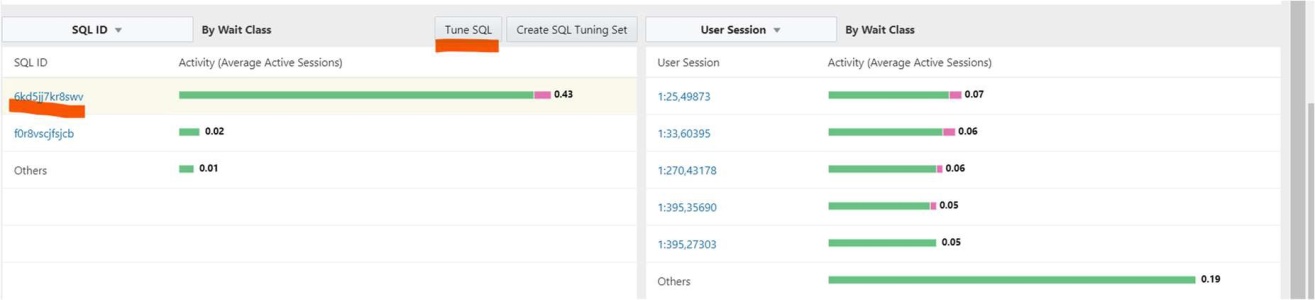 SQL ID By Wait Class Tune SQL Create SQL Tuning Set
SQL ID Activity (Average Active Sessions)
6kd5jj7kr8swv 0.43
f0r8vscjfsjcb 0.02
Others 0.01
User Session By Wait Class
User Session Activity (Average Active Sessions)
1:25,49873 0.07
1:33,60395 0.06
1:270,43178 0.06
1:395,35690 0.05
1:395,27303 0.05
Others 0.19